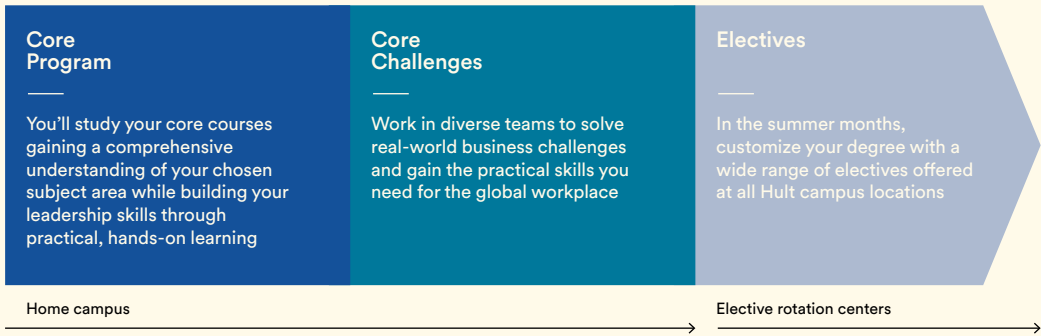 Core
Program
You'll study your core courses
gaining a comprehensive
understanding of your chosen
subject area while building your
leadership skills through
practical, hands-on learning
Core
Challenges
Work in diverse teams to solve
real-world business challenges
and gain the practical skills you
need for the global workplace
Electives
In the summer months,
customize your degree with a
wide range of electives offered
at all Hult campus locations
Home campus
Elective rotation centers